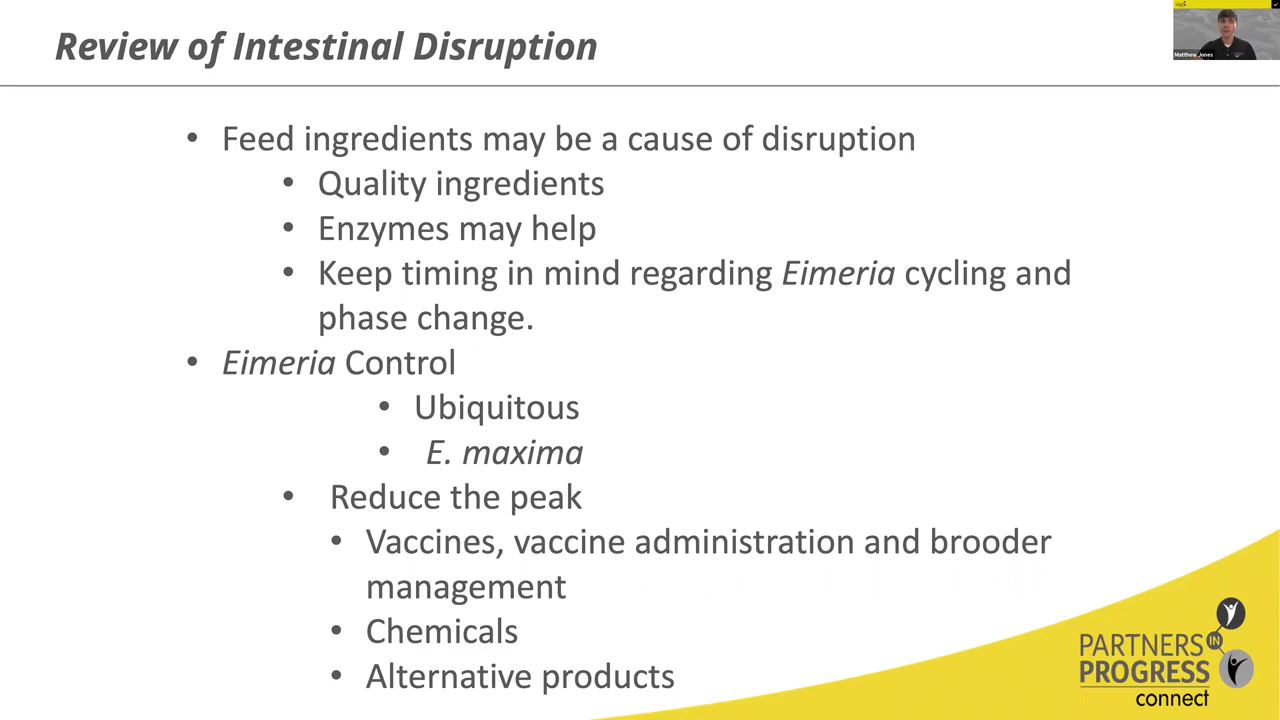 Review of Intestinal Disruption
Matthew Jones
• Feed ingredients may be a cause of disruption
• Quality ingredients
• Enzymes may help
• Keep timing in mind regarding Eimeria cycling and
phase change.
• Eimeria Control
• Ubiquitous
• E. maxima
• Reduce the peak
• Vaccines, vaccine administration and brooder
management
• Chemicals
• Alternative products
PARTNERS IN
PROGRESS
connect